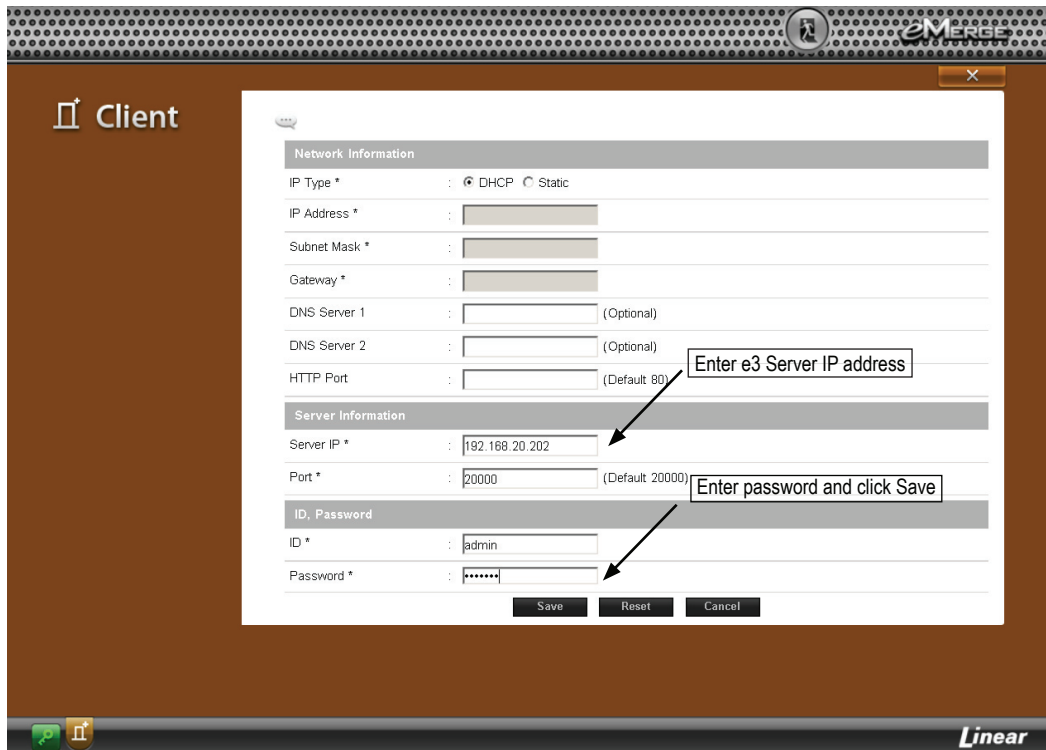 eMERGE
Client
Network Information
IP Type * : DHCP Static
IP Address * :
Subnet Mask * :
Gateway * :
DNS Server 1 : (Optional)
DNS Server 2 : (Optional)
Enter e3 Server IP address
HTTP Port : (Default 80)
Server Information
Server IP * : 192.168.20.202
Port * : 20000 (Default 20000)
Enter password and click Save
ID, Password
ID * : admin
Password * : •••••••
Save Reset Cancel
Linear